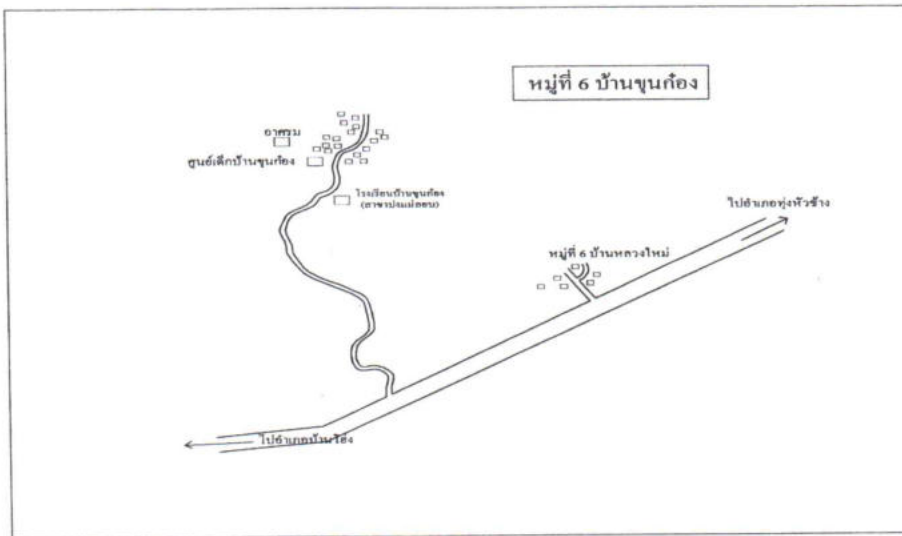 หมู่ที่ 6 บ้านขุนก๋อง
อาศรม
ศูนย์เด็กบ้านขุนก๋อง
โรงเรียนบ้านขุนก๋อง
(สาขาปงแม่ลอบ)
ไปอำเภอทุ่งหัวช้าง
หมู่ที่ 6 บ้านหลวงใหม่
ไปอำเภอบ้านโฮ่ง